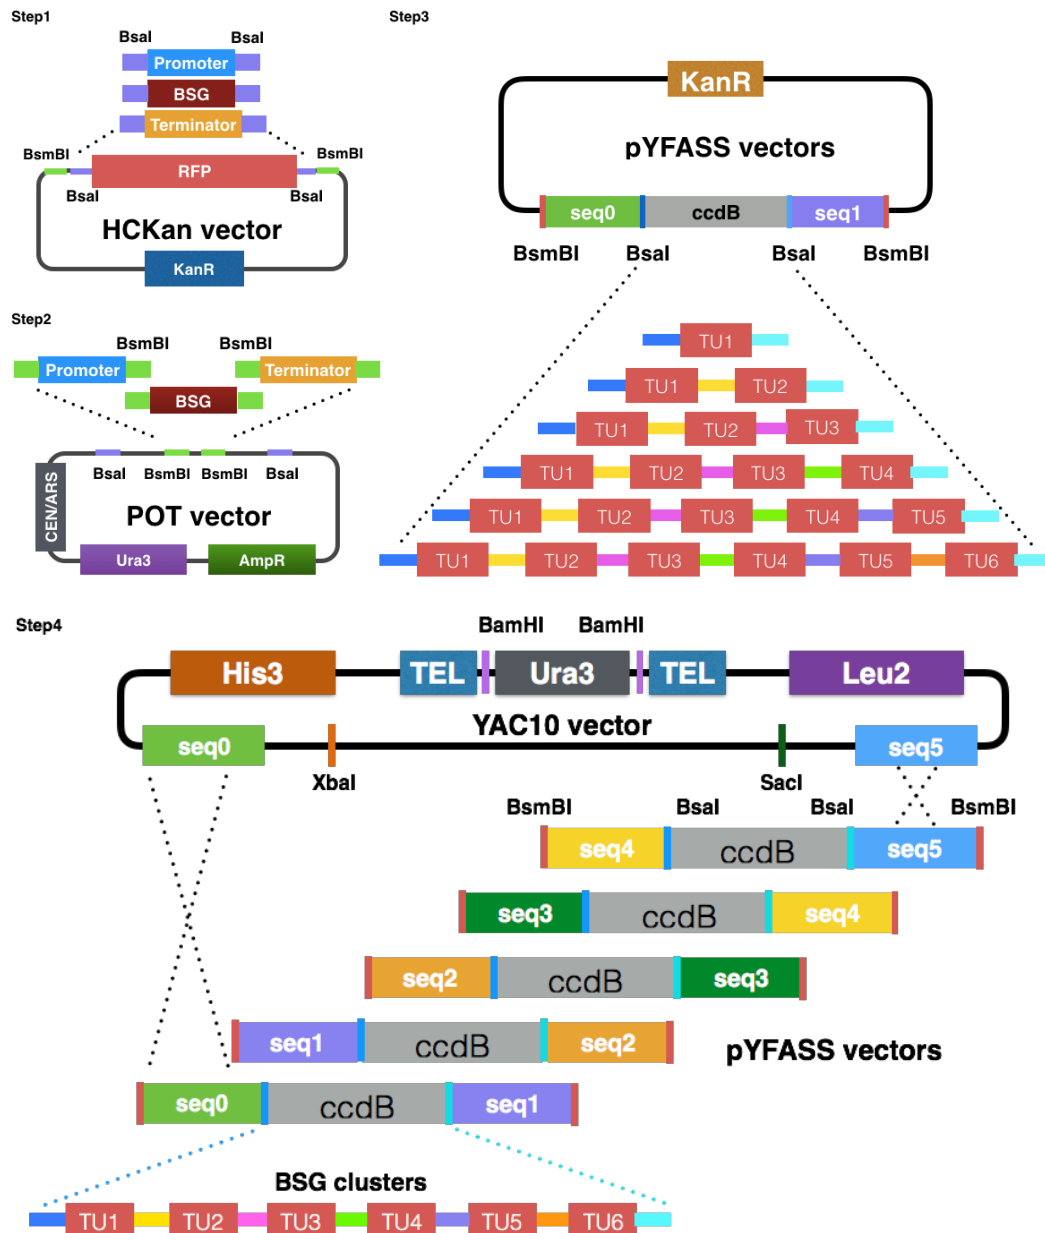 Step1
BsaI BsaI
Promoter
BSG
Terminator
BsmBI BsmBI
RFP
BsaI BsaI
HCKan vector
KanR
Step2
BsmBI BsmBI
Promoter Terminator
BSG
BsaI BsmBI BsmBI BsaI
CEN/ARS
POT vector
Ura3 AmpR
Step3
KanR
pYFASS vectors
seq0 ccdB seq1
BsmBI BsaI BsaI BsmBI
TU1
TU1 TU2
TU1 TU2 TU3
TU1 TU2 TU3 TU4
TU1 TU2 TU3 TU4 TU5
TU1 TU2 TU3 TU4 TU5 TU6
Step4
BamHI BamHI
His3 TEL Ura3 TEL Leu2
YAC10 vector
seq0 seq5
XbaI SacI
BsmBI BsaI BsaI BsmBI
seq4 ccdB seq5
seq3 ccdB seq4
seq2 ccdB seq3
seq1 ccdB seq2
pYFASS vectors
seq0 ccdB seq1
BSG clusters
TU1 TU2 TU3 TU4 TU5 TU6